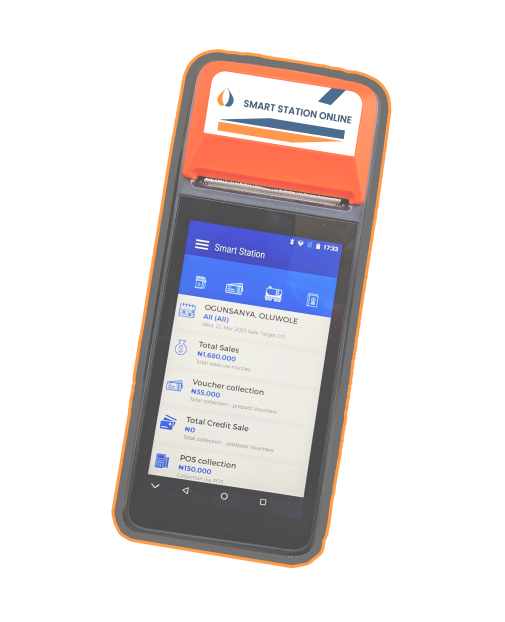 SMART STATION ONLINE
17:33
Smart Station
OGUNSANYA, OLUWOLE
All (All)
Wed, 22 Mar 2023 Sale Target:0.0
Total Sales
₦1,680,000
Total sales via nozzles
Voucher collection
₦35,000
Total collection - prepaid Vouchers
Total Credit Sale
₦0
Total collection - postpaid Vouchers
POS collection
₦150,000
Collection via POS